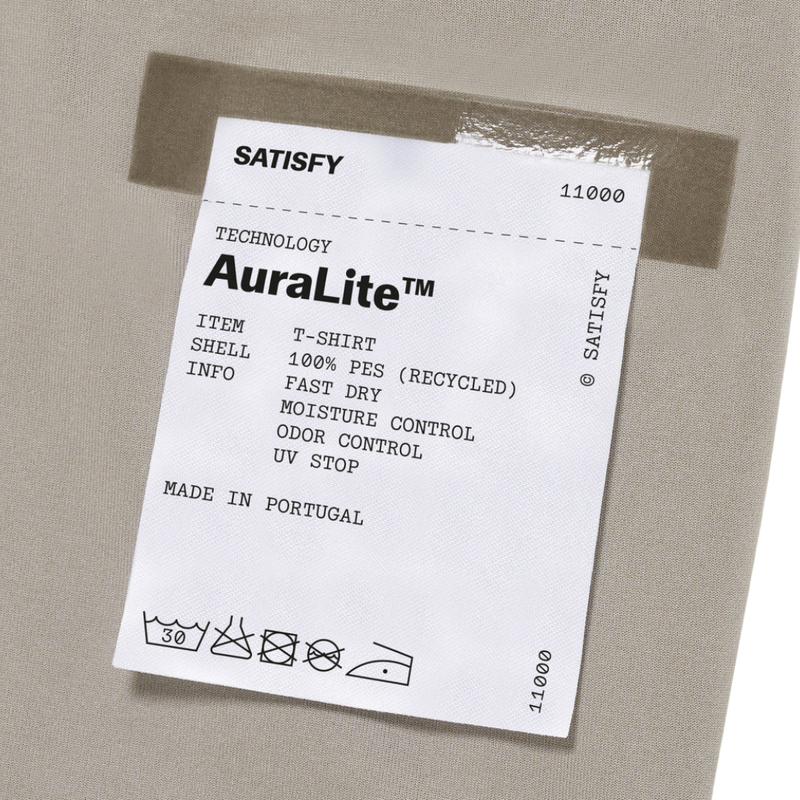 SATISFY
11000
TECHNOLOGY
AuraLite™
ITEM T-SHIRT
SHELL 100% PES (RECYCLED)
INFO FAST DRY
MOISTURE CONTROL
ODOR CONTROL
UV STOP
MADE IN PORTUGAL
30
© SATISFY
11000